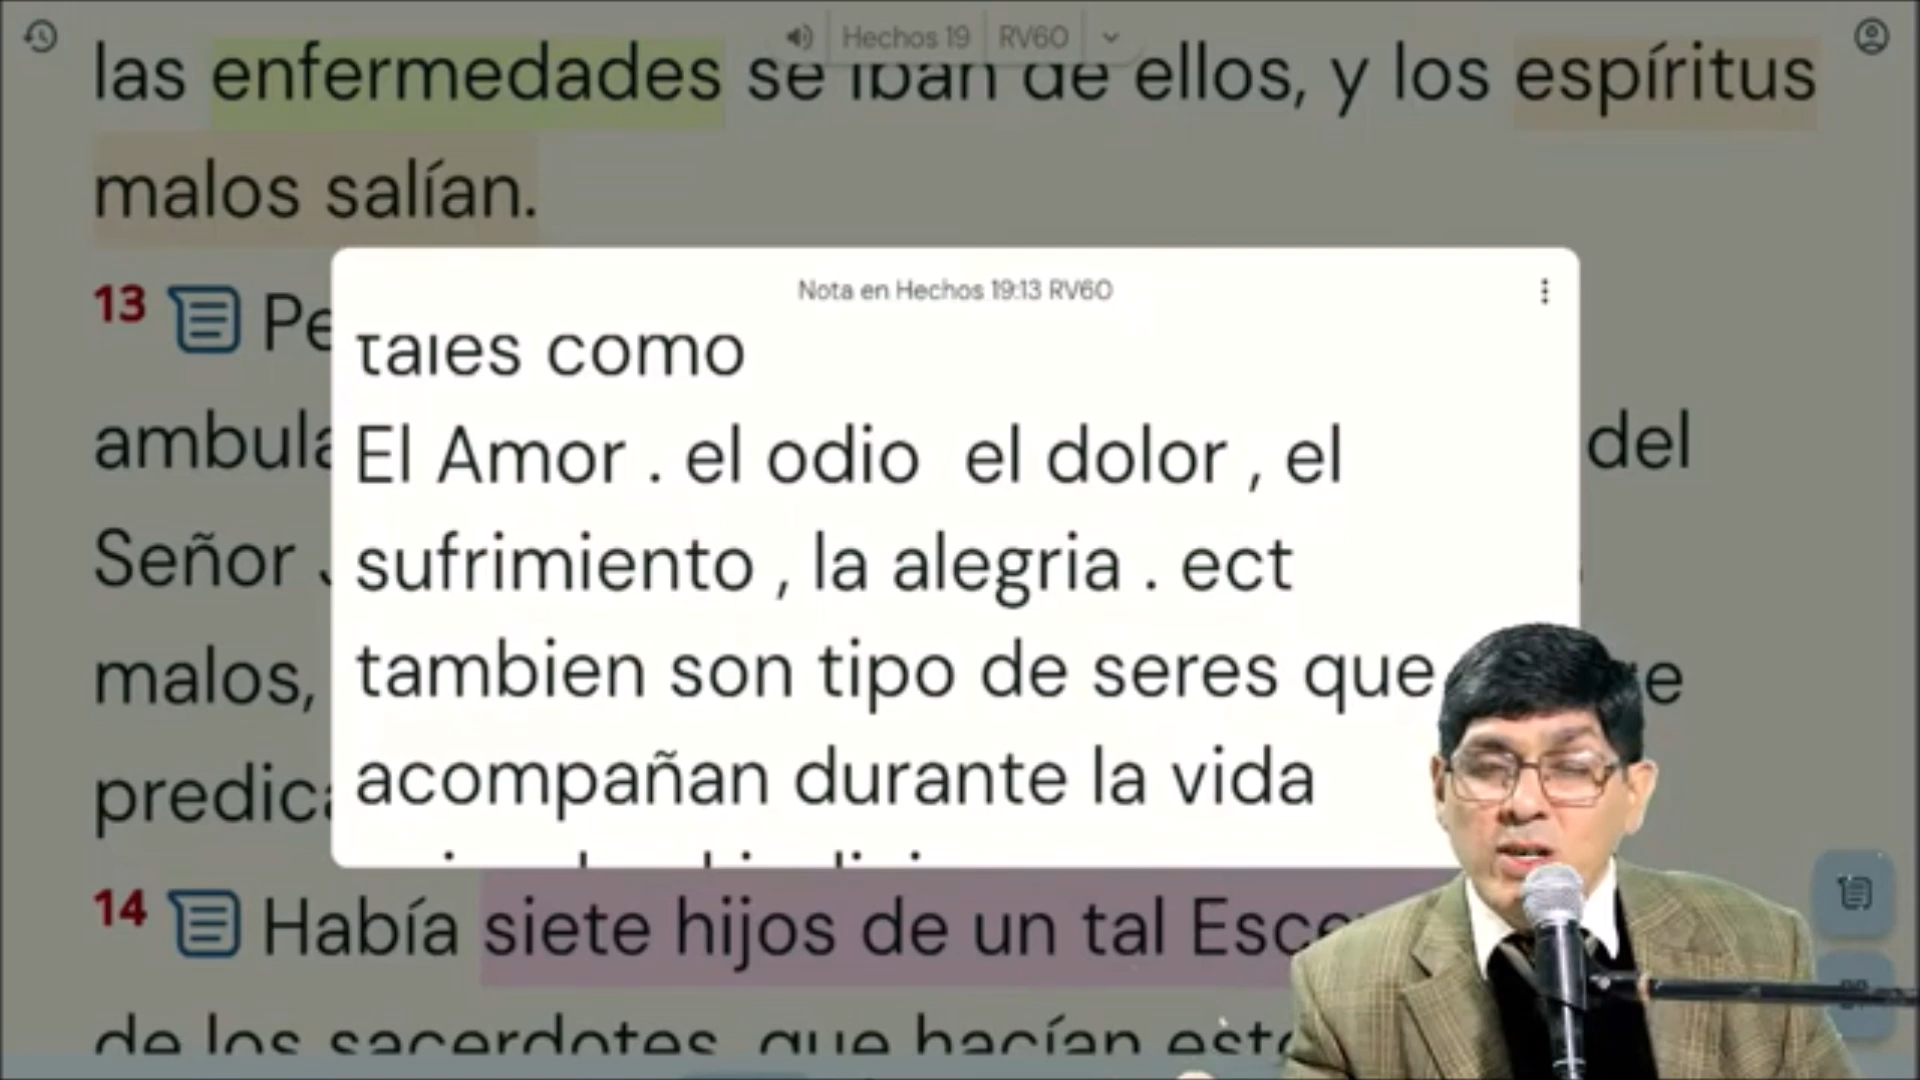 Hechos 19 RV60
las enfermedades se iban de ellos, y los espíritus
malos salían.
Nota en Hechos 19:13 RV60
13
tales como
ambula
del
El Amor . el odio  el dolor , el
Señor
sufrimiento , la alegria . ect
malos,
tambien son tipo de seres que
predica
acompañan durante la vida
14 Había siete hijos de un tal
de los sacerdotes, que hacían